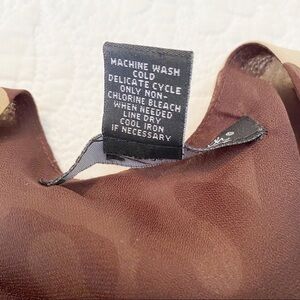 MACHINE WASH
COLD
DELICATE CYCLE
ONLY NON-
CHLORINE BLEACH
WHEN NEEDED
LINE DRY
COOL IRON
IF NECESSARY